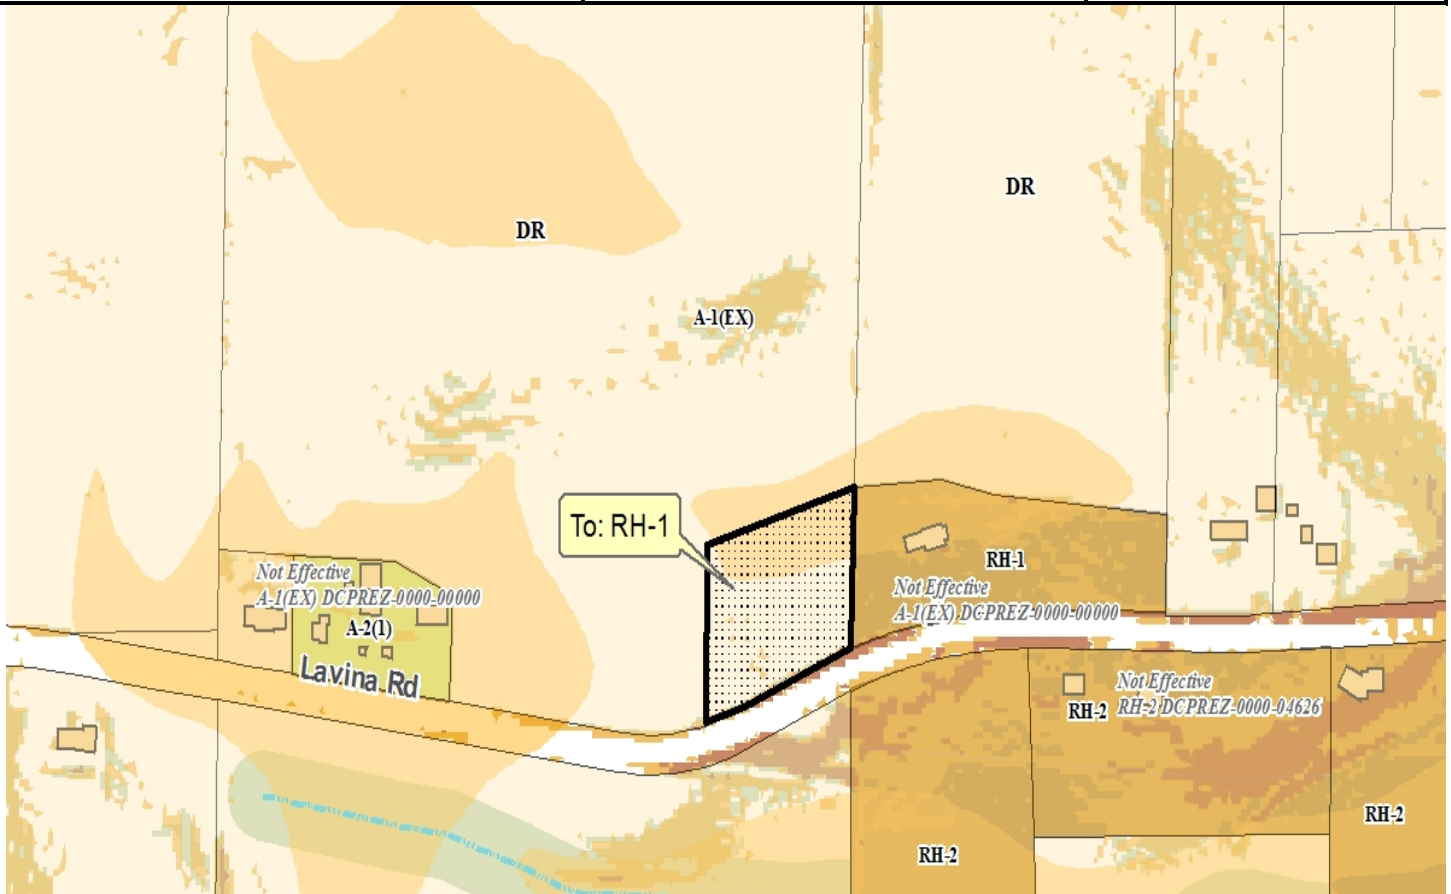 DR
DR
A-1(EX)
To: RH-1
RH-1
Not Effective
A-1(EX) DCPREZ-0000-00000
Not Effective
A-1(EX) DCPREZ-0000-00000
A-2(1)
Lavina Rd
Not Effective
RH-2 DCPREZ-0000-04626
RH-2
RH-2
RH-2